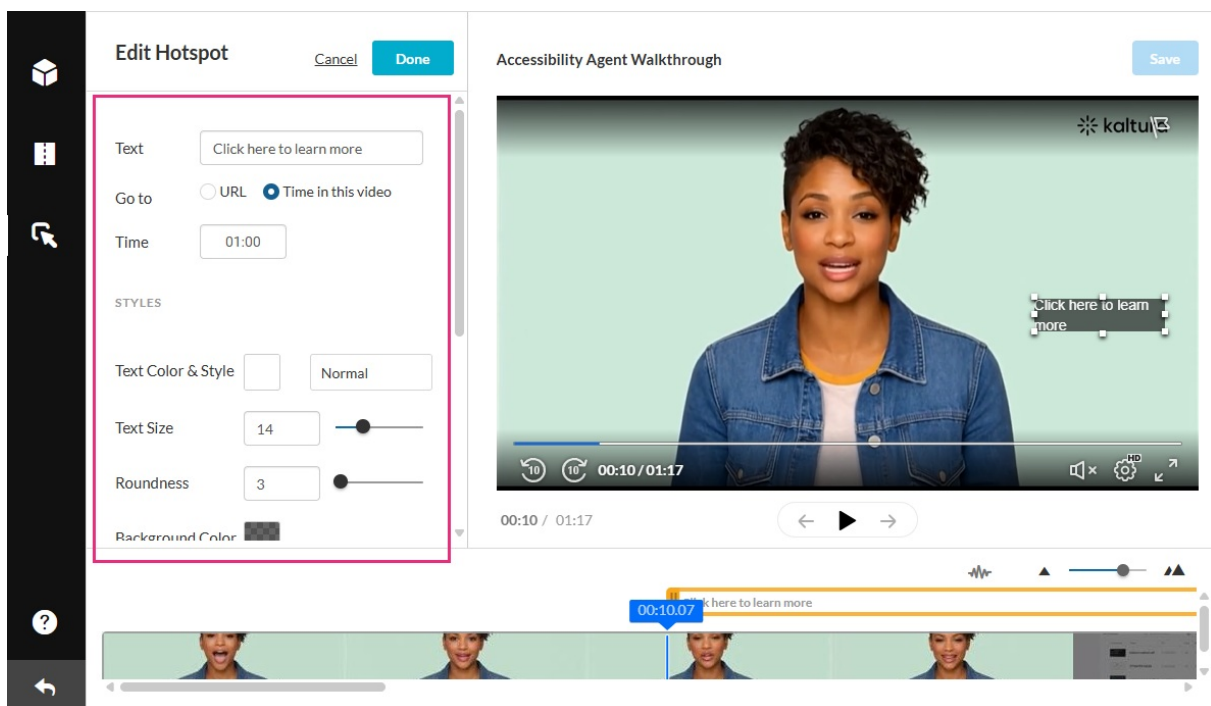 Edit Hotspot
Cancel
Done
Accessibility Agent Walkthrough
Save
Text
Click here to learn more
Go to
URL
Time in this video
Time
01:00
STYLES
Text Color & Style
Normal
Text Size
14
Roundness
3
Background Color
kaltura
Click here to learn
more
10
10
00:10 / 01:17
HD
00:10 / 01:17
?
Click here to learn more
00:10.07